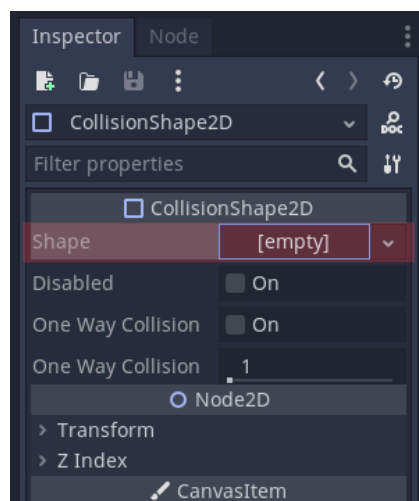 Inspector Node
CollisionShape2D
DOC
Filter properties
CollisionShape2D
Shape [empty]
Disabled On
One Way Collision On
One Way Collision 1
Node2D
Transform
Z Index
CanvasItem